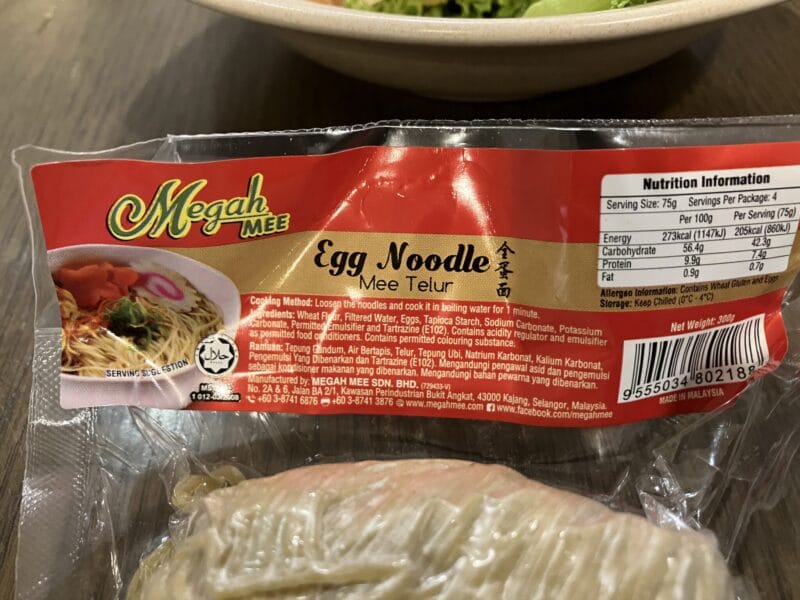 Megah
MEE
Egg Noodle
Mee Telur
全蛋面
SERVING SUGGESTION
Cooking Method: Loosen the noodles and cook it in boiling water for 1 minute.
Ingredients: Wheat Flour, Filtered Water, Eggs, Tapioca Starch, Sodium Carbonate, Potassium
Carbonate, Permitted Emulsifier and Tartrazine (E102). Contains acidity regulator and emulsifier
as permitted food conditioners. Contains permitted colouring substance.
Ramuan: Tepung Gandum, Air Bertapis, Telur, Tepung Ubi, Natrium Karbonat, Kalium Karbonat,
Pengemulsi Yang Dibenarkan dan Tartrazine (E102). Mengandungi pengawal asid dan pengemulsi
sebagai kondisioner makanan yang dibenarkan. Mengandungi bahan pewarna yang dibenarkan.
Manufactured by: MEGAH MEE SDN. BHD. (729433-V)
No. 2A & 6, Jalan BA 2/1, Kawasan Perindustrian Bukit Angkat, 43000 Kajang, Selangor, Malaysia.
+60 3-8741 6876 +60 3-8741 3876 www.megahmee.com www.facebook.com/megahmee
Nutrition Information
Serving Size: 75g Servings Per Package: 4
Per 100g Per Serving (75g)
Energy 273kcal (1147kJ) 205kcal (860KJ)
Carbohydrate 56.4g 42.3g
Protein 9.9g 7.4g
Fat 0.9g 0.7g
Allergen Information: Contains Wheat Gluten and Eggs
Storage: Keep Chilled (0°C - 4°C)
Net Weight: 300g
9 555034 802188
MADE IN MALAYSIA